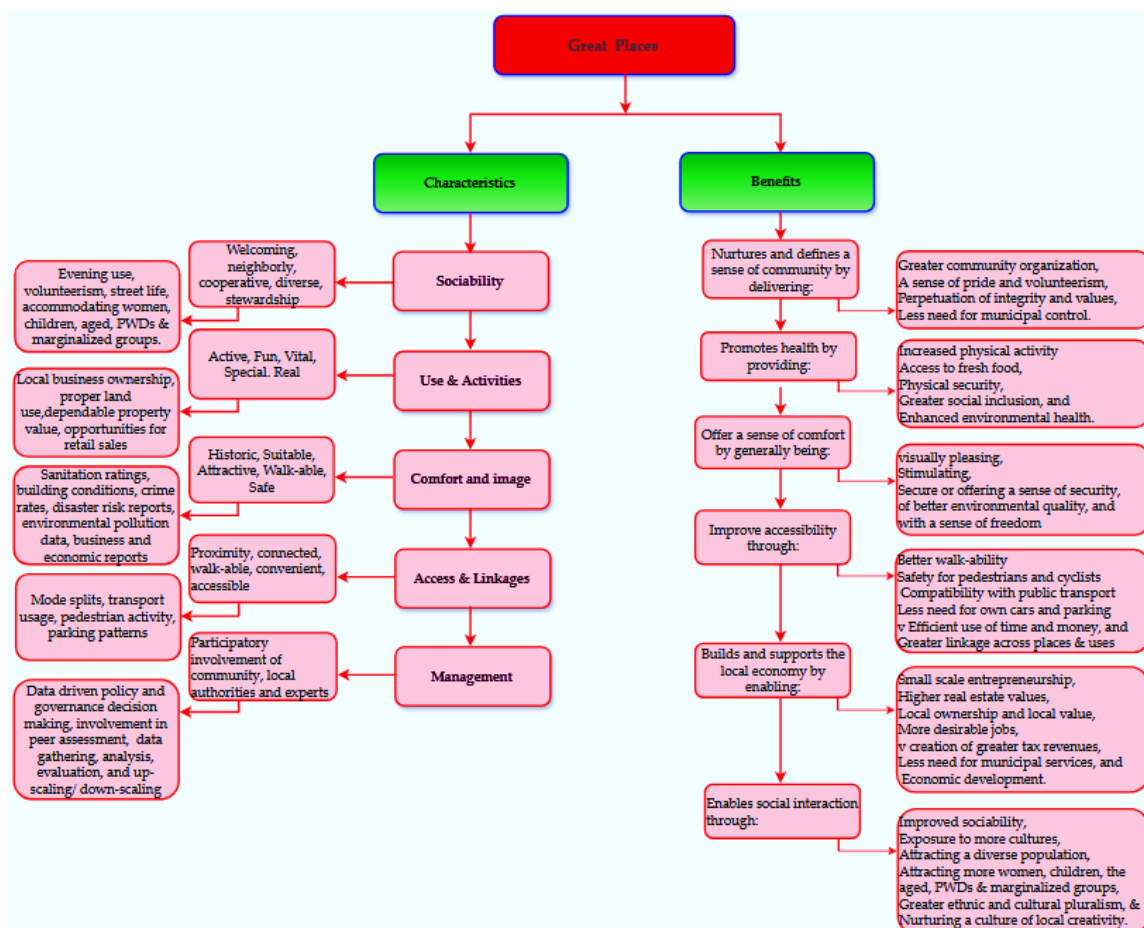 Great Places
Characteristics
Benefits
Sociability
Welcoming,
neighborly,
cooperative, diverse,
stewardship
Evening use,
volunteerism, street life,
accommodating women,
children, aged, PWDs &
marginalized groups.
Use & Activities
Active, Fun, Vital,
Special. Real
Local business ownership,
proper land
use,dependable property
value, opportunities for
retail sales
Comfort and image
Historic, Suitable,
Attractive, Walk-able,
Safe
Sanitation ratings,
building conditions, crime
rates, disaster risk reports,
environmental pollution
data, business and
economic reports
Access & Linkages
Proximity, connected,
walk-able, convenient,
accessible
Mode splits, transport
usage, pedestrian activity,
parking patterns
Management
Participatory
involvement of
community, local
authorities and experts
Data driven policy and
governance decision
making, involvement in
peer assessment, data
gathering, analysis,
evaluation, and up-
scaling/ down-scaling
Nurtures and defines a
sense of community by
delivering:
Greater community organization,
A sense of pride and volunteerism,
Perpetuation of integrity and values,
Less need for municipal control.
Promotes health by
providing:
Increased physical activity
Access to fresh food,
Physical security,
Greater social inclusion, and
Enhanced environmental health.
Offer a sense of comfort
by generally being:
visually pleasing,
Stimulating,
Secure or offering a sense of security,
of better environmental quality, and
with a sense of freedom
Improve accessibility
through:
Better walk-ability
Safety for pedestrians and cyclists
Compatibility with public transport
Less need for own cars and parking
v Efficient use of time and money, and
Greater linkage across places & uses
Builds and supports the
local economy by
enabling:
Small scale entrepreneurship,
Higher real estate values,
Local ownership and local value,
More desirable jobs,
v creation of greater tax revenues,
Less need for municipal services, and
Economic development.
Enables social interaction
through:
Improved sociability,
Exposure to more cultures,
Attracting a diverse population,
Attracting more women, children, the
aged, PWDs & marginalized groups,
Greater ethnic and cultural pluralism, &
Nurturing a culture of local creativity.